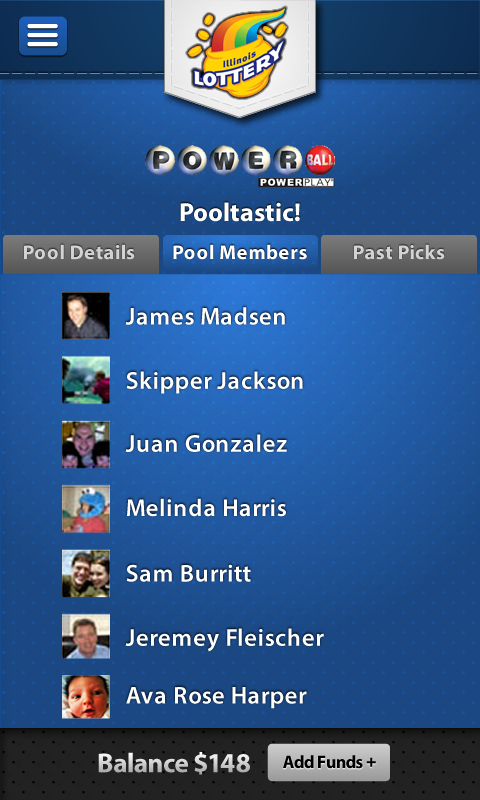 Illinois
LOTTERY
POWERBALL
POWERPLAY
Pooltastic!
Pool Details
Pool Members
Past Picks
James Madsen
Skipper Jackson
Juan Gonzalez
Melinda Harris
Sam Burritt
Jeremey Fleischer
Ava Rose Harper
Balance $148
Add Funds +